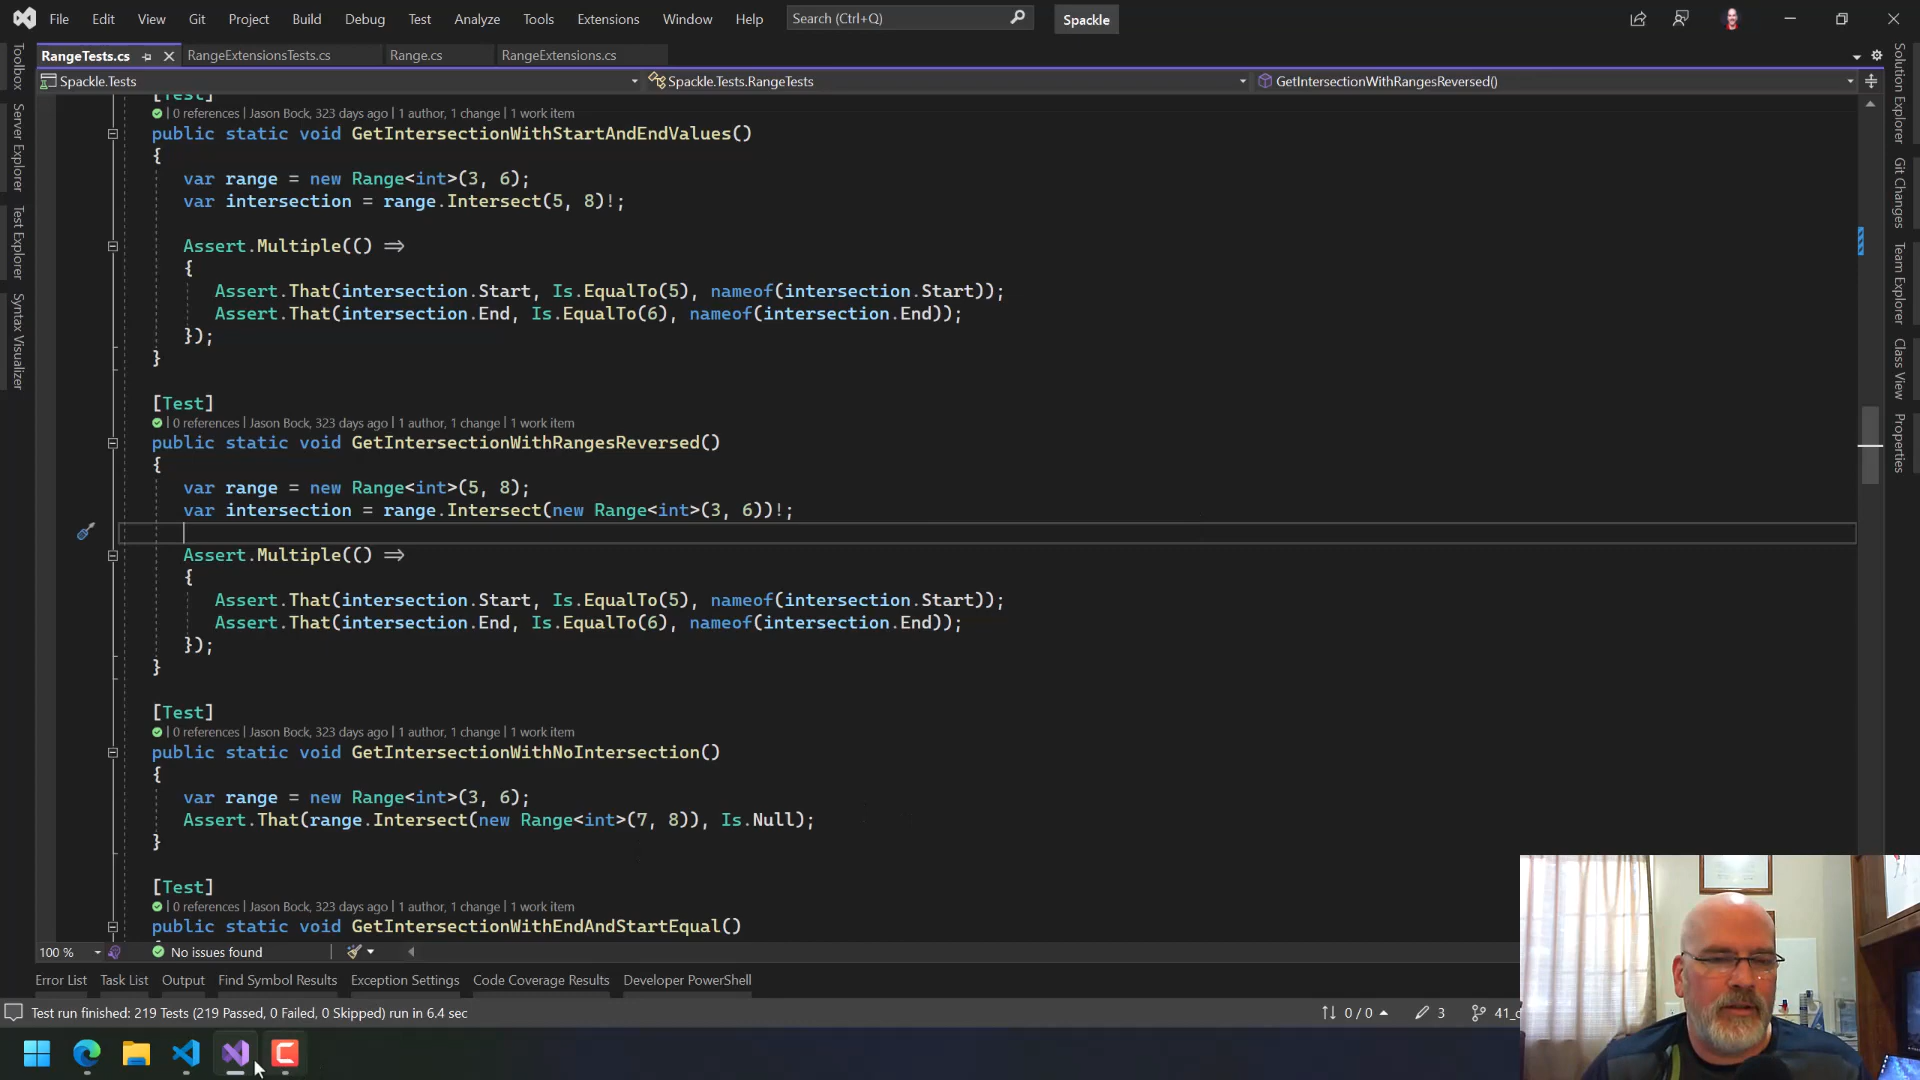 File Edit View Git Project Build Debug Test Analyze Tools Extensions Window Help Search (Ctrl+Q) Spackle
RangeTests.cs RangeExtensionsTests.cs Range.cs RangeExtensions.cs
Spackle.Tests Spackle.Tests.RangeTests GetIntersectionWithRangesReversed()
Toolbox
Server Explorer
Test Explorer
Syntax Visualizer
[Test]
0 references | Jason Bock, 323 days ago | 1 author, 1 change | 1 work item
public static void GetIntersectionWithStartAndEndValues()
{
var range = new Range<int>(3, 6);
var intersection = range.Intersect(5, 8)!;
Assert.Multiple(() =>
{
Assert.That(intersection.Start, Is.EqualTo(5), nameof(intersection.Start));
Assert.That(intersection.End, Is.EqualTo(6), nameof(intersection.End));
});
}
[Test]
0 references | Jason Bock, 323 days ago | 1 author, 1 change | 1 work item
public static void GetIntersectionWithRangesReversed()
{
var range = new Range<int>(5, 8);
var intersection = range.Intersect(new Range<int>(3, 6))!;
Assert.Multiple(() =>
{
Assert.That(intersection.Start, Is.EqualTo(5), nameof(intersection.Start));
Assert.That(intersection.End, Is.EqualTo(6), nameof(intersection.End));
});
}
[Test]
0 references | Jason Bock, 323 days ago | 1 author, 1 change | 1 work item
public static void GetIntersectionWithNoIntersection()
{
var range = new Range<int>(3, 6);
Assert.That(range.Intersect(new Range<int>(7, 8)), Is.Null);
}
[Test]
0 references | Jason Bock, 323 days ago | 1 author, 1 change | 1 work item
public static void GetIntersectionWithEndAndStartEqual()
Solution Explorer
Git Changes
Team Explorer
Class View
Properties
100 % No issues found
Error List Task List Output Find Symbol Results Exception Settings Code Coverage Results Developer PowerShell
Test run finished: 219 Tests (219 Passed, 0 Failed, 0 Skipped) run in 6.4 sec 0 / 0 3